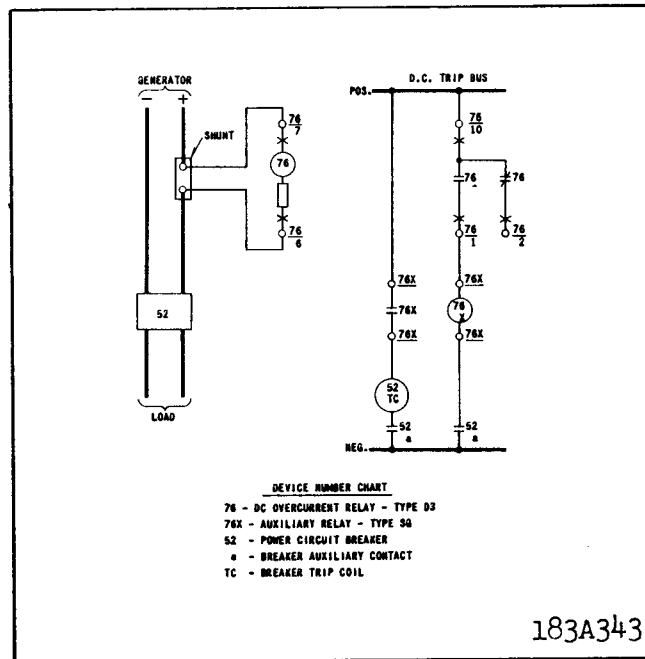 GENERATOR
- +
SHUNT
76
7
76
76
6
52
LOAD
D.C. TRIP BUS
POS.
76
10
76
76
76
1
76
2
76X
76X
76X
76X
76
X
76X
52
TC
52
a
52
a
NEG.
DEVICE NUMBER CHART
76 - DC OVERCURRENT RELAY - TYPE D3
76X - AUXILIARY RELAY - TYPE SG
52 - POWER CIRCUIT BREAKER
a - BREAKER AUXILIARY CONTACT
TC - BREAKER TRIP COIL
183A343